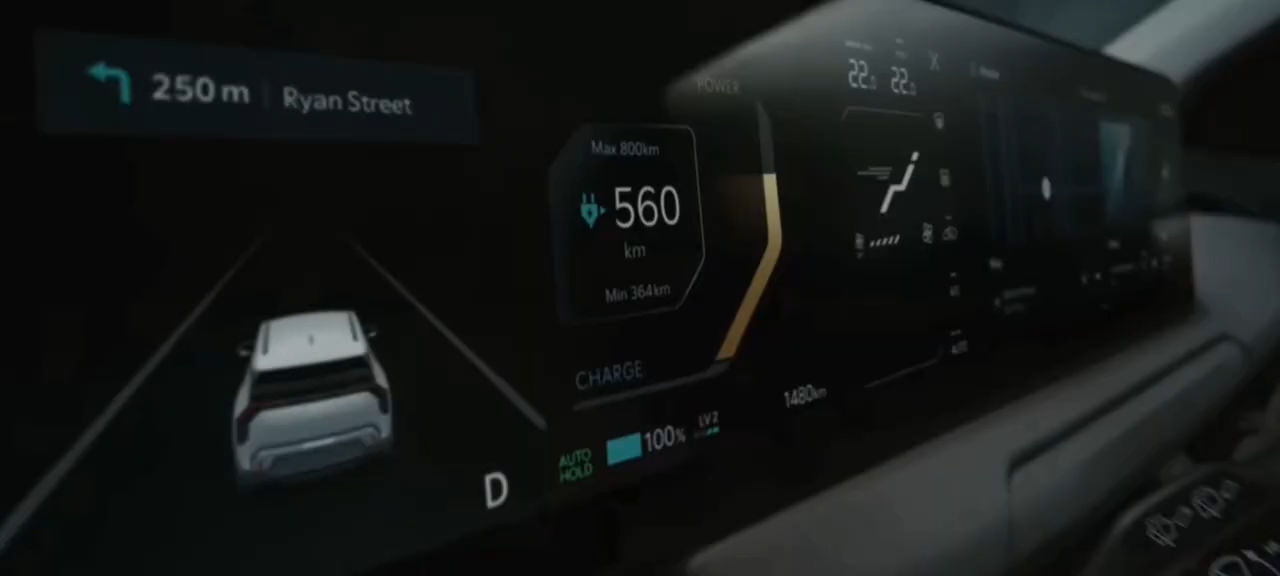 250m
Ryan Street
POWER
22.0
22.0
Max 800km
560
km
Min 364km
CHARGE
1480km
AUTO
HOLD
100%
LV2
D